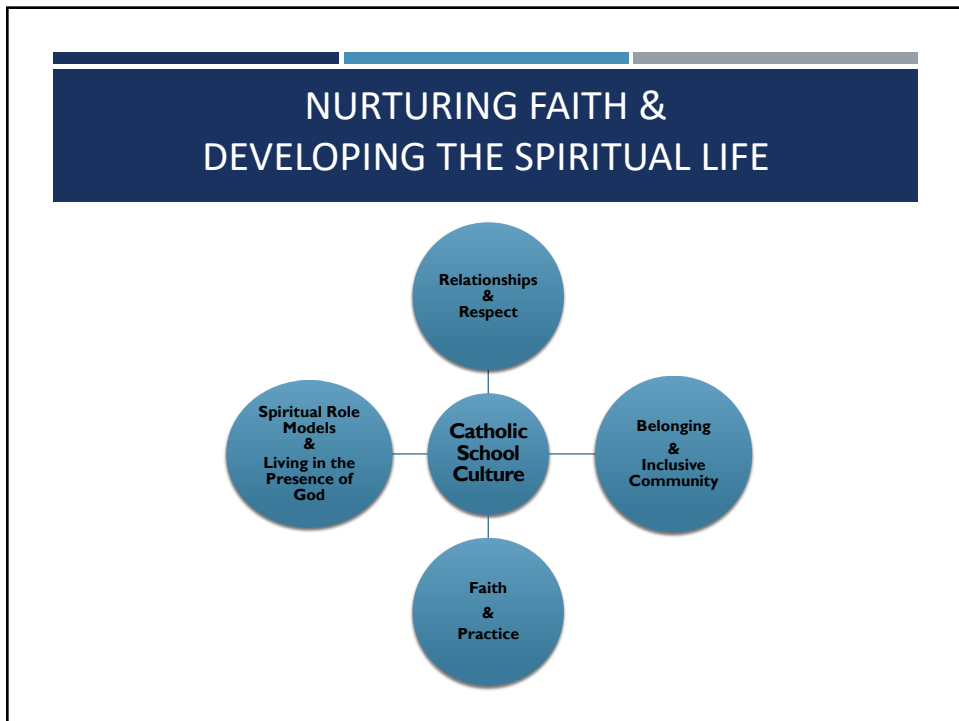 NURTURING FAITH &
DEVELOPING THE SPIRITUAL LIFE
Relationships
&
Respect
Spiritual Role
Models
&
Living in the
Presence of
God
Catholic
School
Culture
Belonging
&
Inclusive
Community
Faith
&
Practice